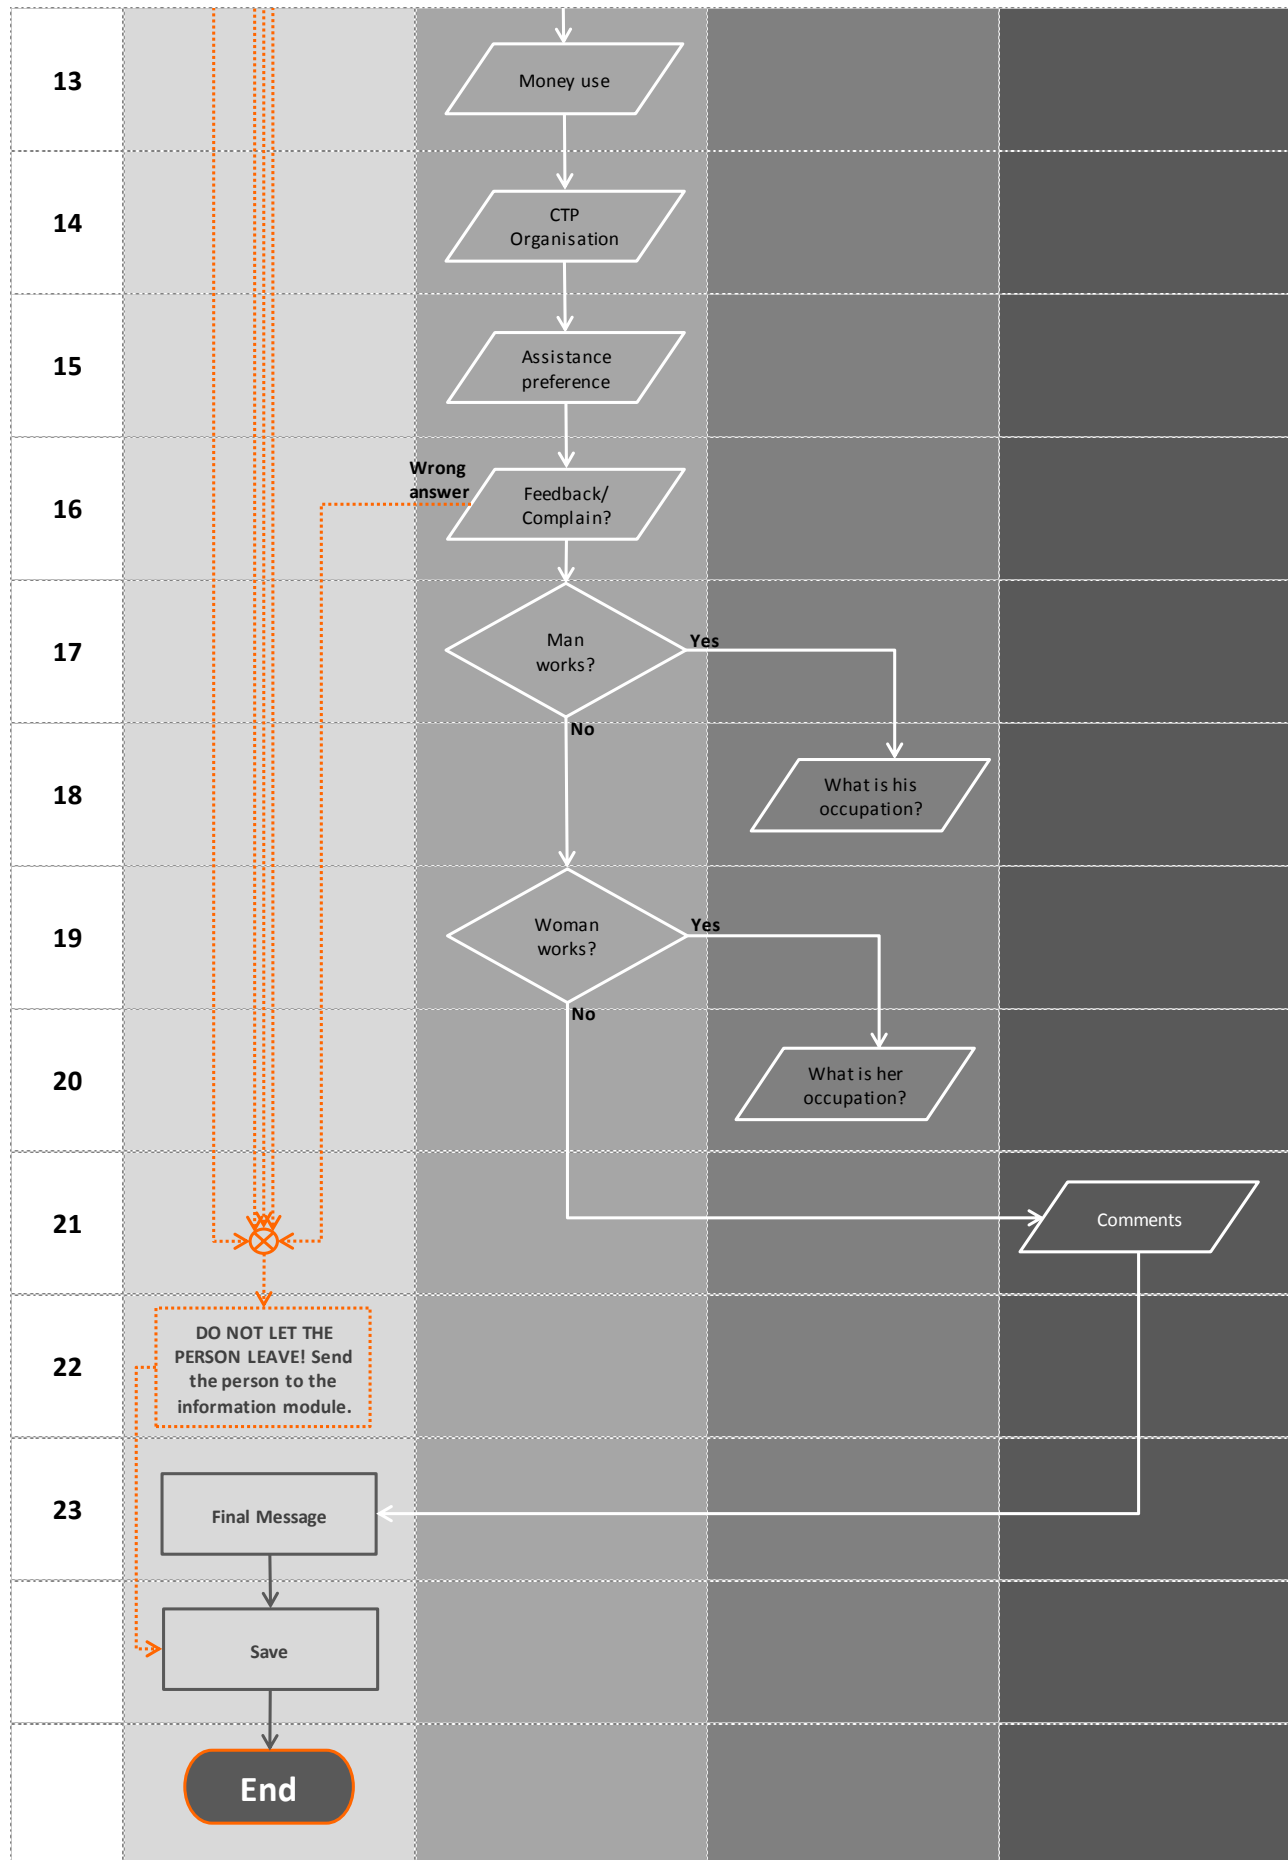 13
Money use
14
CTP
Organisation
15
Assistance
preference
Wrong
answer
16
Feedback/
Complain?
17
Man
works?
Yes
No
18
What is his
occupation?
19
Woman
works?
Yes
No
20
What is her
occupation?
21
Comments
22
DO NOT LET THE
PERSON LEAVE! Send
the person to the
information module.
23
Final Message
Save
End